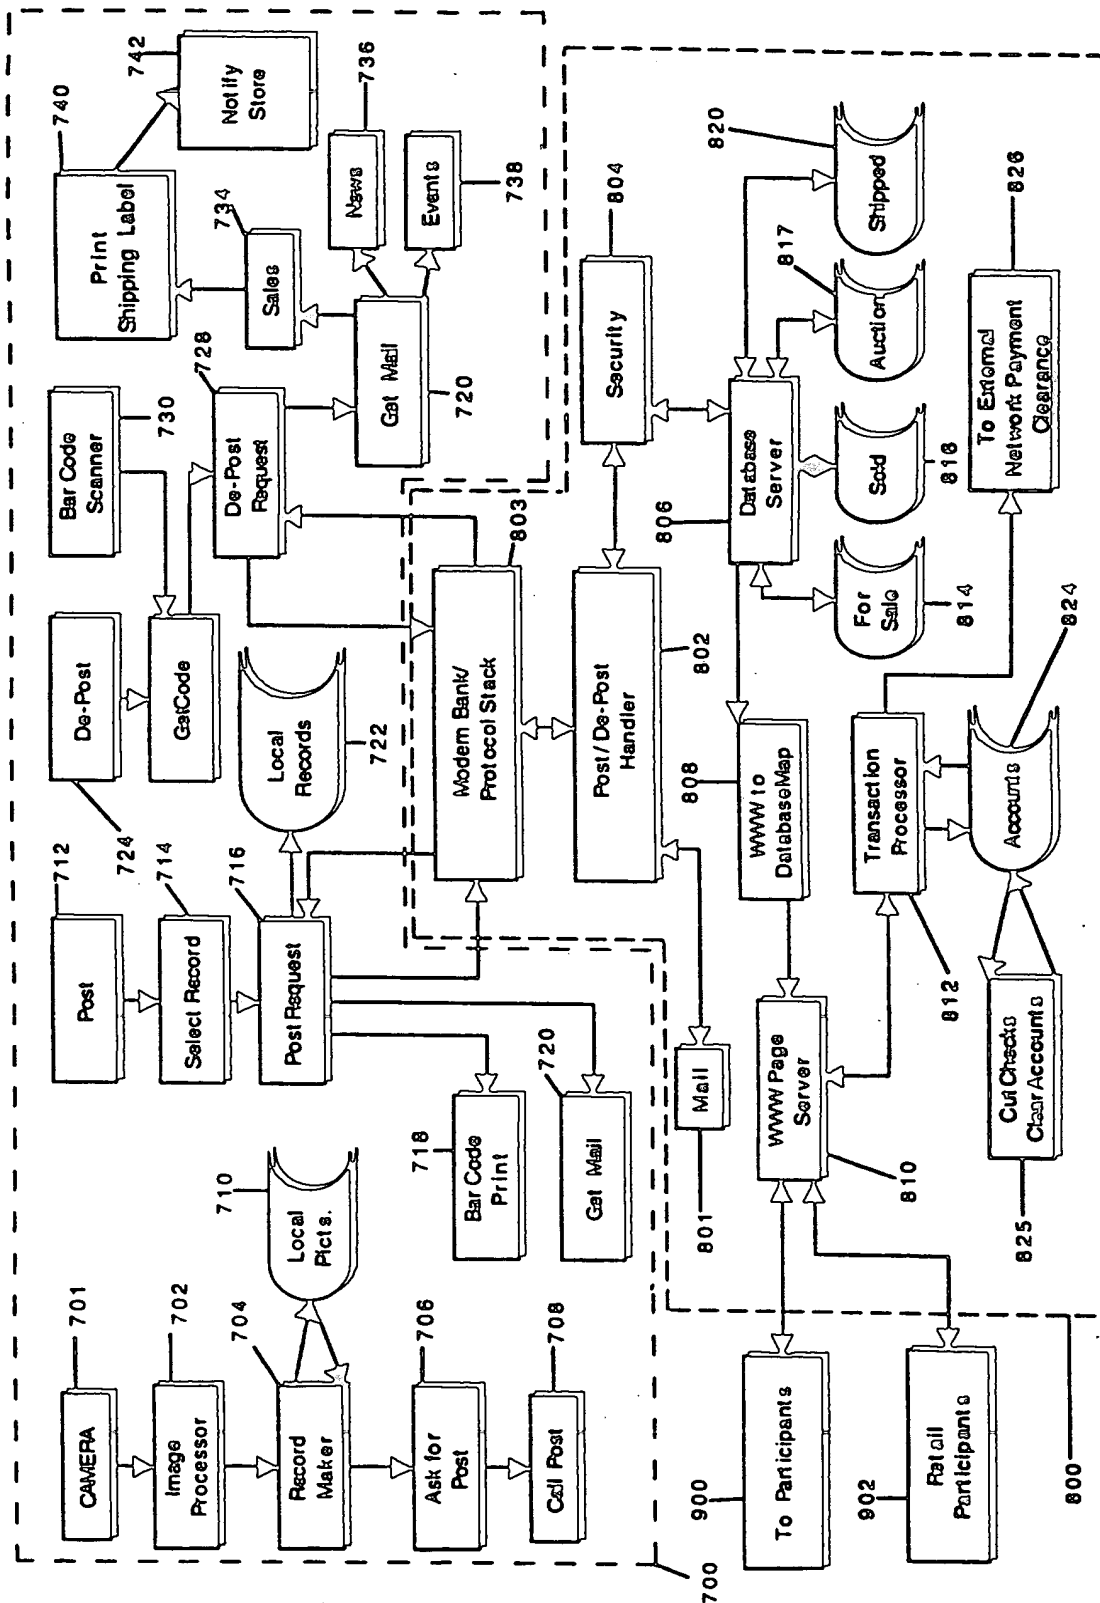 CAMERA
701
Image
Processor
702
Record
Maker
704
Ask for
Post
706
Call Post
708
Local
Picts.
710
Post
712
Select Record
714
Post Request
716
Bar Code
Print
718
Get Mail
720
Local
Records
722
De-Post
724
GetCode
Bar Code
Scanner
730
De-Post
Request
728
Get Mail
720
Sales
734
News
736
Events
738
Print
Shipping Label
740
Notify
Store
742
700
Modem Bank/
Protocol Stack
803
Post / De-Post
Handler
802
Security
804
Mail
801
Database
Server
806
WWW to
DatabaseMap
808
WWW Page
Server
810
Transaction
Processor
812
For
Sale
814
Sold
816
Auction
817
Shipped
820
Accounts
824
Cut Checks
Clear Accounts
825
To External
Network Payment
Clearance
826
To Participants
900
Retail
Participants
902
800